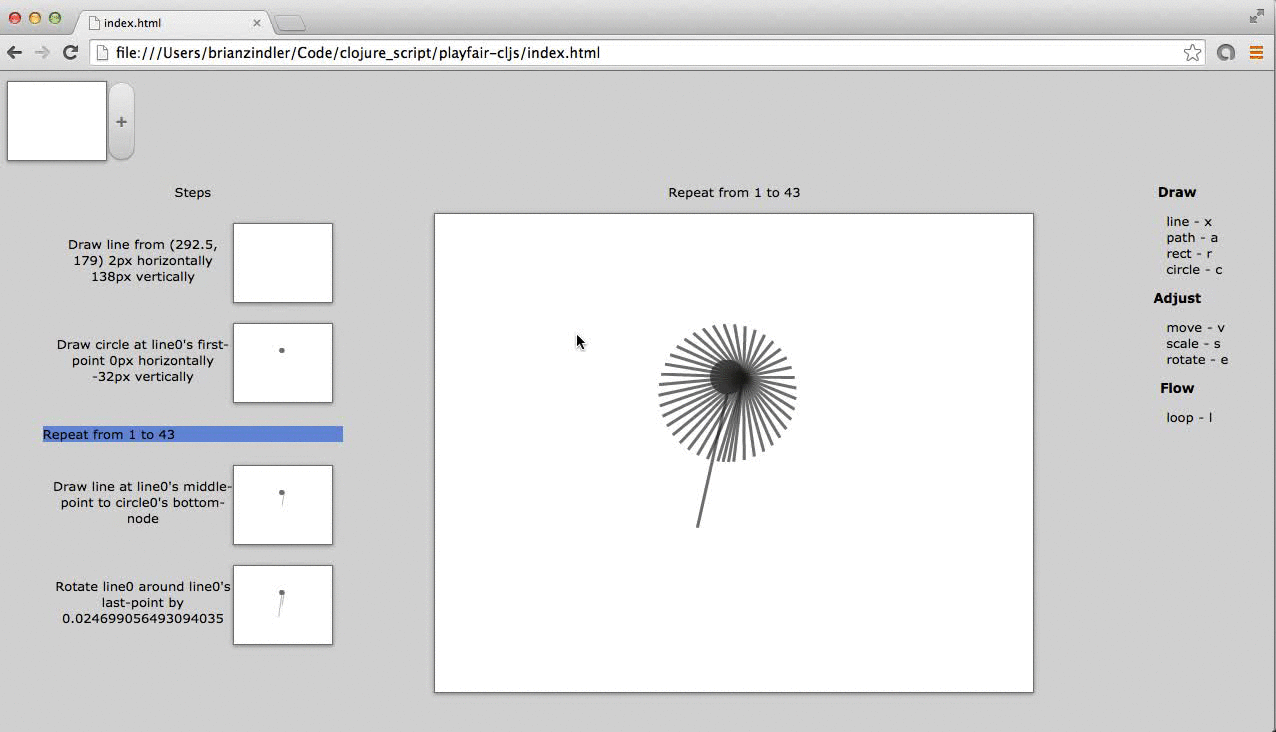 index.html
file:///Users/brianzindler/Code/clojure_script/playfair-cljs/index.html
+
Steps
Draw line from (292.5,
179) 2px horizontally
138px vertically
Draw circle at line0's first-
point 0px horizontally
-32px vertically
Repeat from 1 to 43
Draw line at line0's middle-
point to circle0's bottom-
node
Rotate line0 around line0's
last-point by
0.024699056493094035
Repeat from 1 to 43
Draw
line - x
path - a
rect - r
circle - c
Adjust
move - v
scale - s
rotate - e
Flow
loop - l